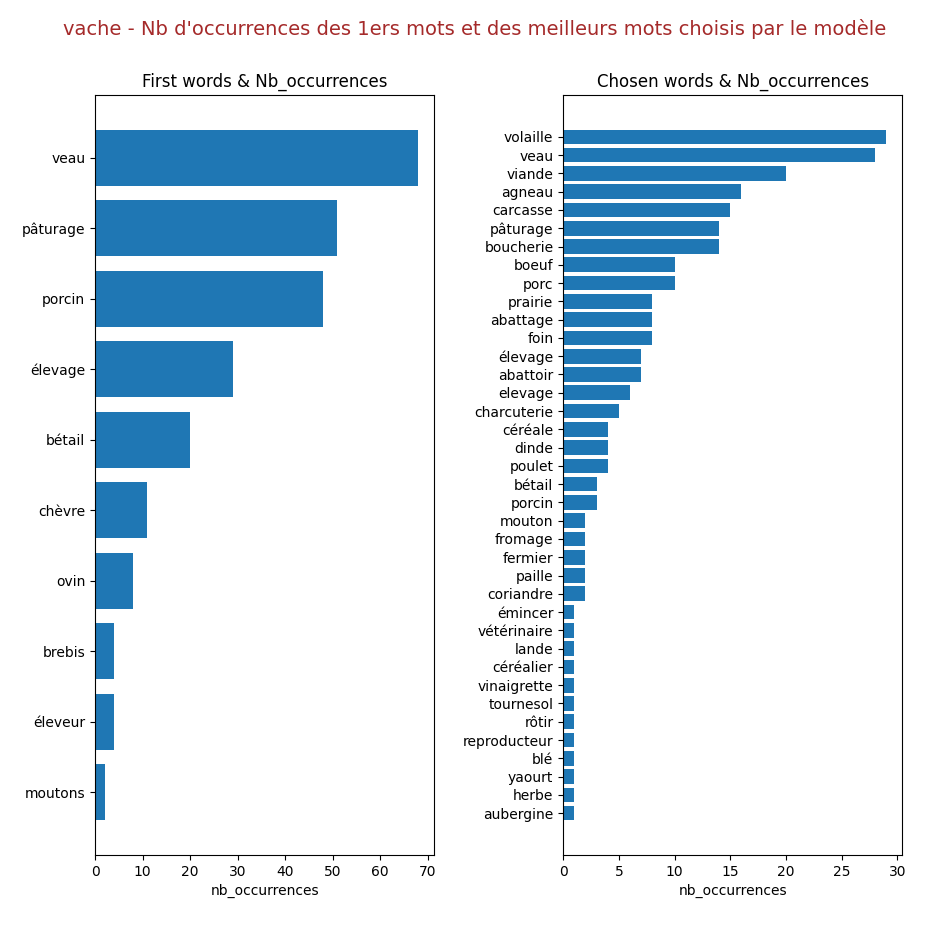 vache - Nb d'occurrences des 1ers mots et des meilleurs mots choisis par le modèle
First words & Nb_occurrences
veau
pâturage
porcin
élevage
bétail
chèvre
ovin
brebis
éleveur
moutons
0 10 20 30 40 50 60 70
nb_occurrences
Chosen words & Nb_occurrences
volaille
veau
viande
agneau
carcasse
pâturage
boucherie
boeuf
porc
prairie
abattage
foin
élevage
abattoir
elevage
charcuterie
céréale
dinde
poulet
bétail
porcin
mouton
fromage
fermier
paille
coriandre
émincer
vétérinaire
lande
céréalier
vinaigrette
tournesol
rôtir
reproducteur
blé
yaourt
herbe
aubergine
0 5 10 15 20 25 30
nb_occurrences